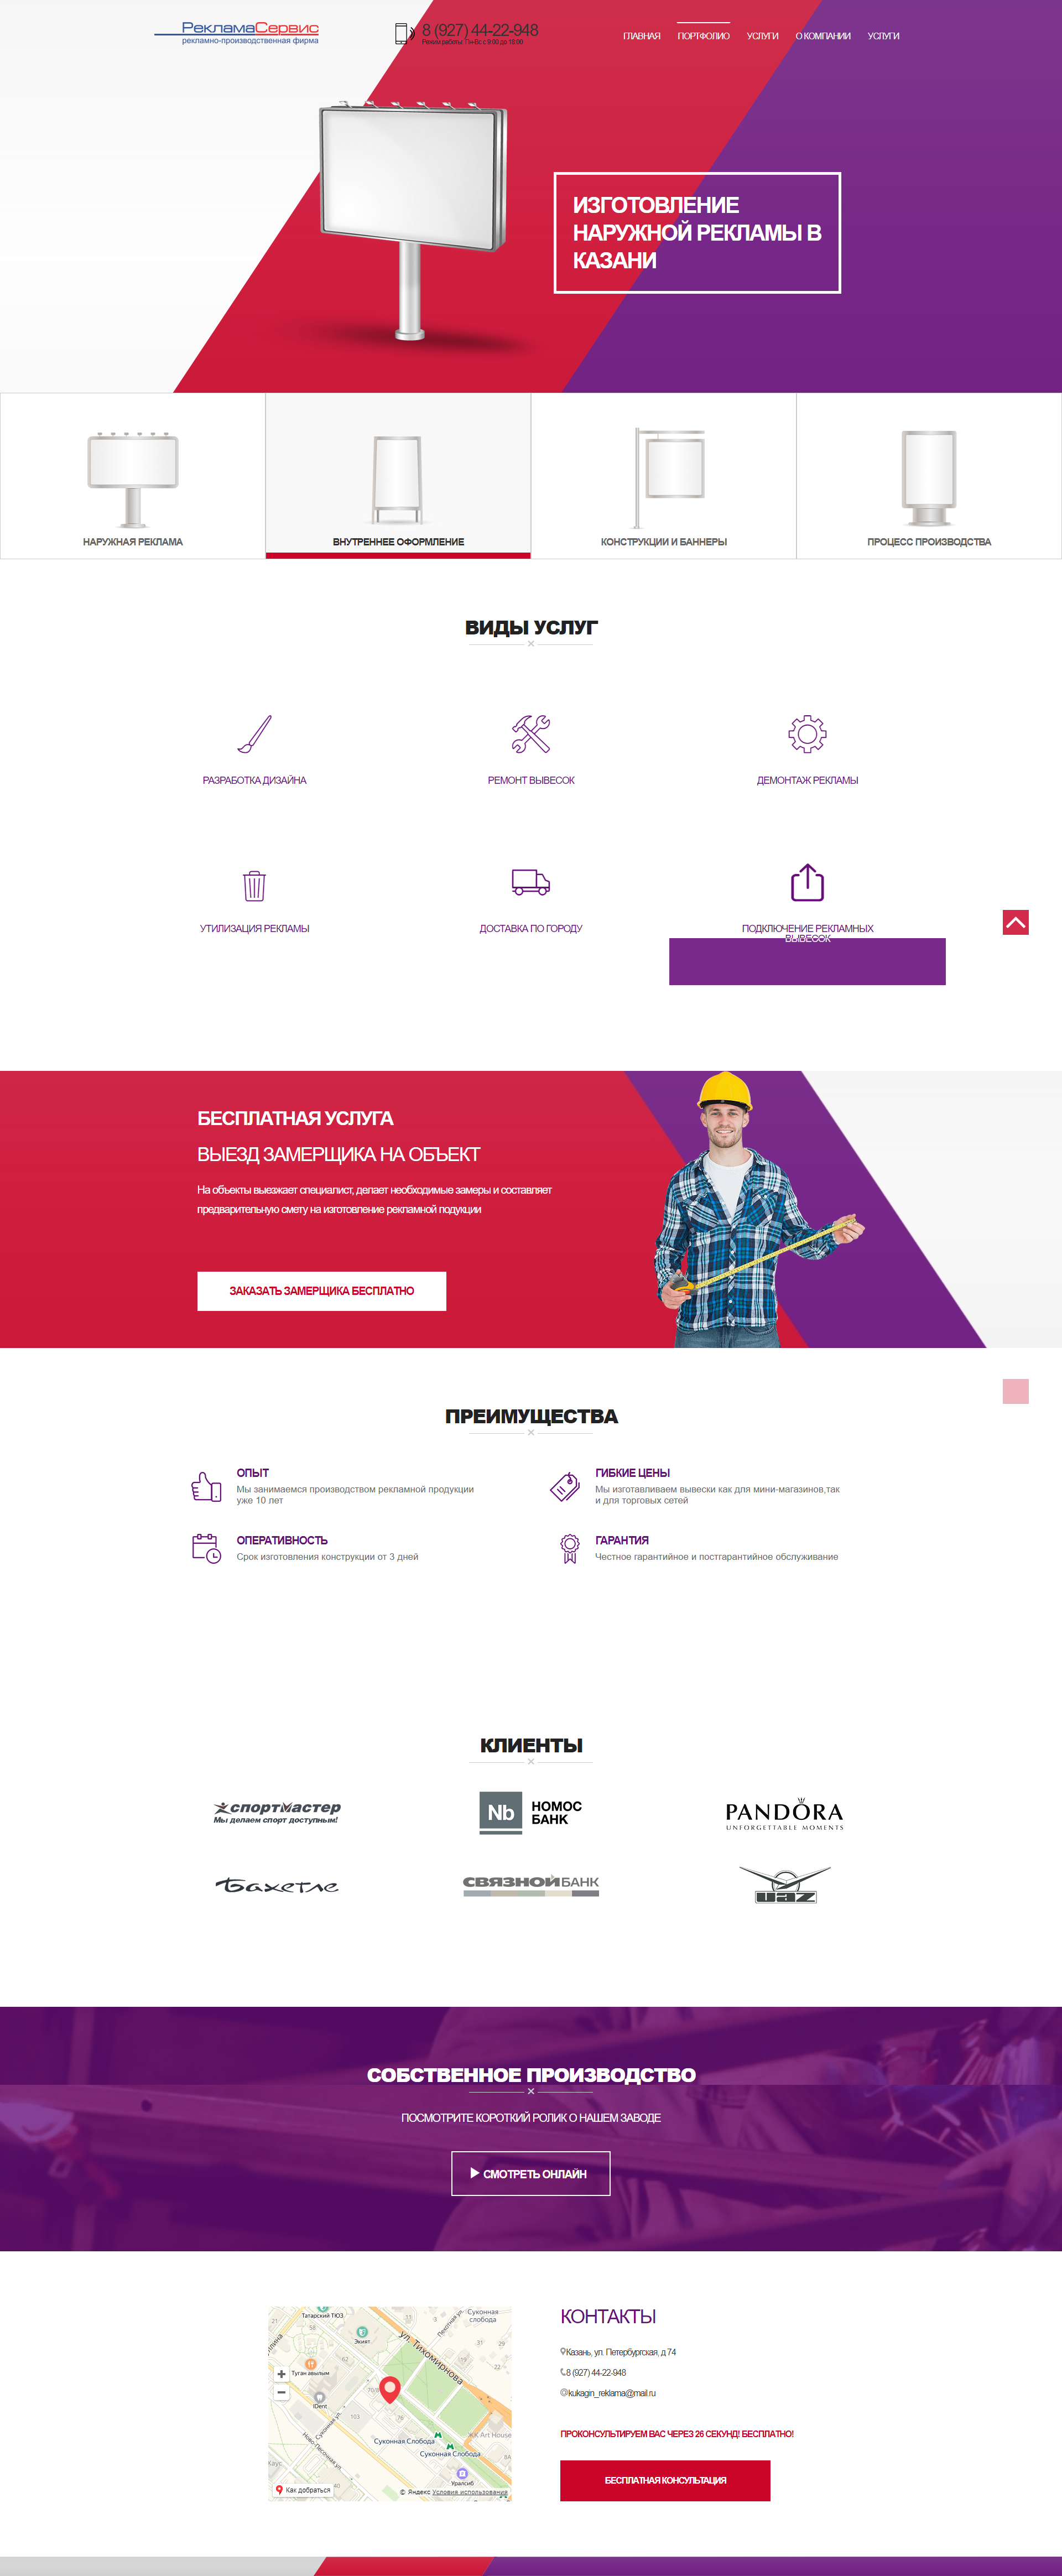 РекламаСервис
рекламно-производственная фирма
8 (927) 44-22-948
Режим работы: Пн-Вс с 9:00 до 18:00
ГЛАВНАЯ ПОРТФОЛИО УСЛУГИ О КОМПАНИИ УСЛУГИ
ИЗГОТОВЛЕНИЕ
НАРУЖНОЙ РЕКЛАМЫ В
КАЗАНИ
НАРУЖНАЯ РЕКЛАМА
ВНУТРЕННЕЕ ОФОРМЛЕНИЕ
КОНСТРУКЦИИ И БАННЕРЫ
ПРОЦЕСС ПРОИЗВОДСТВА
ВИДЫ УСЛУГ
РАЗРАБОТКА ДИЗАЙНА
РЕМОНТ ВЫВЕСОК
ДЕМОНТАЖ РЕКЛАМЫ
УТИЛИЗАЦИЯ РЕКЛАМЫ
ДОСТАВКА ПО ГОРОДУ
ПОДКЛЮЧЕНИЕ РЕКЛАМНЫХ
ВЫВЕСОК
БЕСПЛАТНАЯ УСЛУГА
ВЫЕЗД ЗАМЕРЩИКА НА ОБЪЕКТ
На объекты выезжает специалист, делает необходимые замеры и составляет
предварительную смету на изготовление рекламной подукции
ЗАКАЗАТЬ ЗАМЕРЩИКА БЕСПЛАТНО
ПРЕИМУЩЕСТВА
ОПЫТ
Мы занимаемся производством рекламной продукции
уже 10 лет
ГИБКИЕ ЦЕНЫ
Мы изготавливаем вывески как для мини-магазинов,так
и для торговых сетей
ОПЕРАТИВНОСТЬ
Срок изготовления конструкции от 3 дней
ГАРАНТИЯ
Честное гарантийное и постгарантийное обслуживание
КЛИЕНТЫ
спортмастер
Мы делаем спорт доступным!
Nb НОМОС
БАНК
PANDORA
UNFORGETTABLE MOMENTS
Бахетле
СВЯЗНОЙ БАНК
uaz
СОБСТВЕННОЕ ПРОИЗВОДСТВО
ПОСМОТРИТЕ КОРОТКИЙ РОЛИК О НАШЕМ ЗАВОДЕ
СМОТРЕТЬ ОНЛАЙН
Татарский ТЮЗ
Суконная
слобода
Экият
ул. Тихомирнова
Туган авылым
IDent
ЖК Art House
Суконная Слобода
Суконная Слобода
Уралсиб
Как добраться
© Яндекс Условия использования
КОНТАКТЫ
Казань, ул. Петербургская, д.74
8 (927) 44-22-948
kukagin_reklama@mail.ru
ПРОКОНСУЛЬТИРУЕМ ВАС ЧЕРЕЗ 26 СЕКУНД! БЕСПЛАТНО!
БЕСПЛАТНАЯ КОНСУЛЬТАЦИЯ